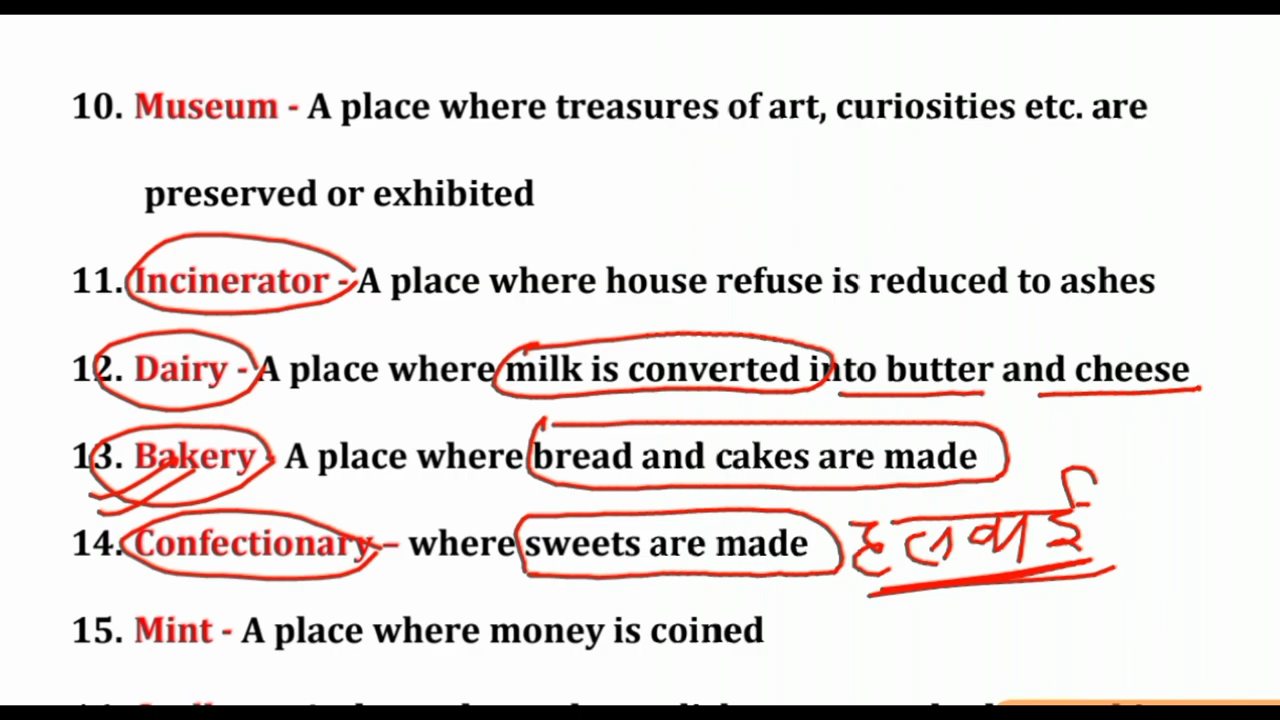 10. Museum - A place where treasures of art, curiosities etc. are
preserved or exhibited
11. Incinerator - A place where house refuse is reduced to ashes
12. Dairy - A place where milk is converted into butter and cheese
13. Bakery - A place where bread and cakes are made
14. Confectionary – where sweets are made हलवाई
15. Mint - A place where money is coined